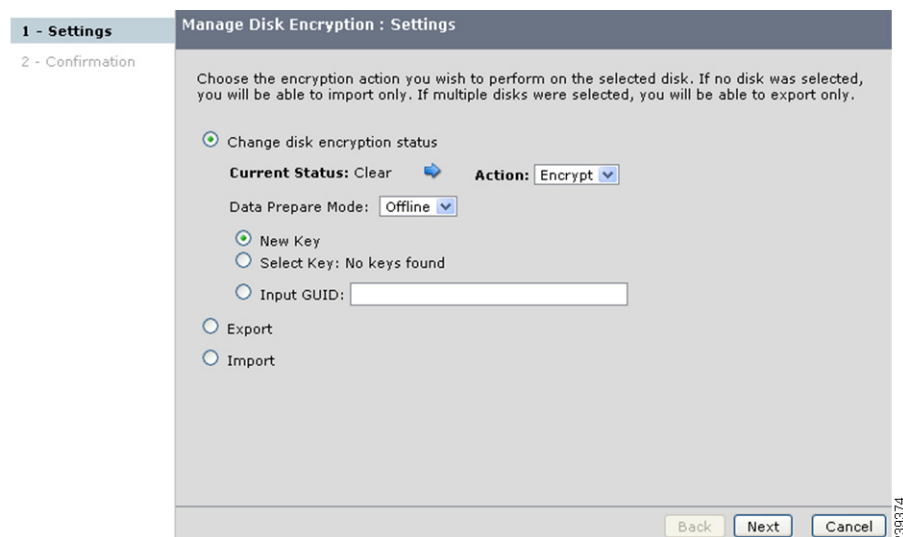 1 - Settings
2 - Confirmation
Manage Disk Encryption : Settings
Choose the encryption action you wish to perform on the selected disk. If no disk was selected,
you will be able to import only. If multiple disks were selected, you will be able to export only.
Change disk encryption status
Current Status: Clear
Action: Encrypt
Data Prepare Mode: Offline
New Key
Select Key: No keys found
Input GUID:
Export
Import
Back Next Cancel